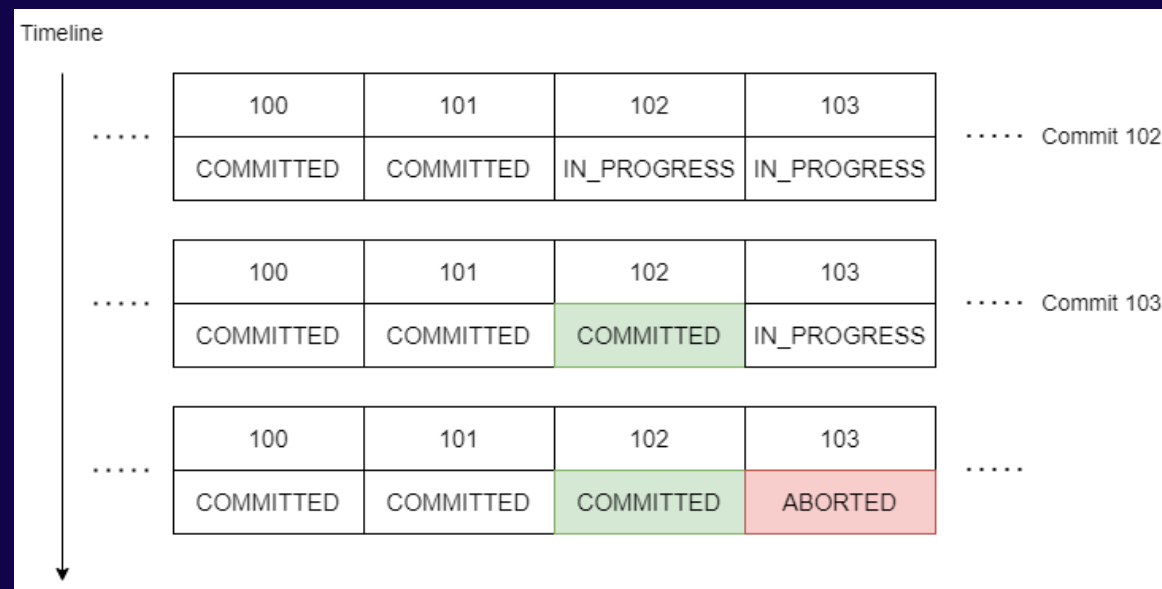 Timeline
100 101 102 103
..... COMMITTED COMMITTED IN_PROGRESS IN_PROGRESS ..... Commit 102
100 101 102 103
..... COMMITTED COMMITTED COMMITTED IN_PROGRESS ..... Commit 103
100 101 102 103
..... COMMITTED COMMITTED COMMITTED ABORTED .....